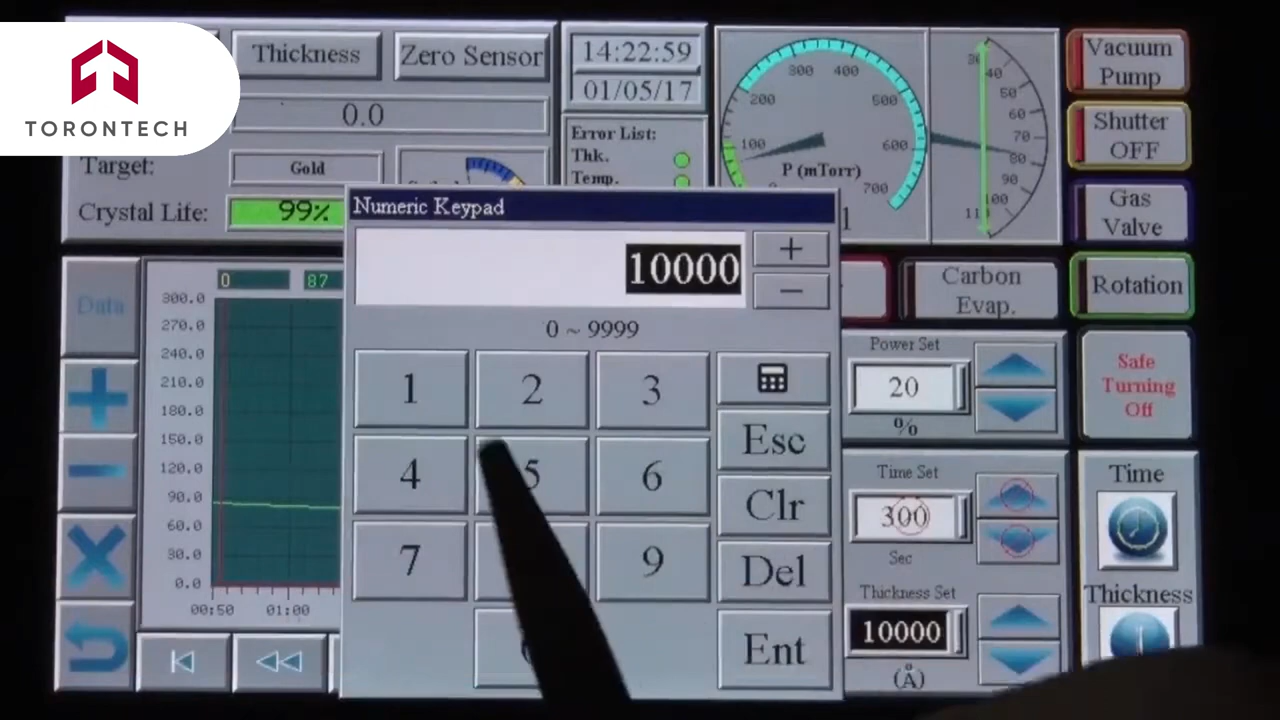 TORONTECH
Thickness
Zero Sensor
0.0
Target:
Gold
Crystal Life:
99%
14:22:59
01/05/17
Error List:
Thk.
Temp.
100
200
300
400
500
600
700
P (mTorr)
40
50
60
70
80
90
100
Vacuum
Pump
Shutter
OFF
Gas
Valve
Rotation
Safe
Turning
Off
Carbon
Evap.
Numeric Keypad
10000
0 ~ 9999
+
−
1
2
3
4
5
6
7
9
Esc
Clr
Del
Ent
Data
0
87
300.0
270.0
240.0
210.0
180.0
150.0
120.0
90.0
60.0
30.0
0.0
00:50
01:00
Power Set
20
%
Time Set
300
Sec
Thickness Set
10000
(Å)
Time
Thickness